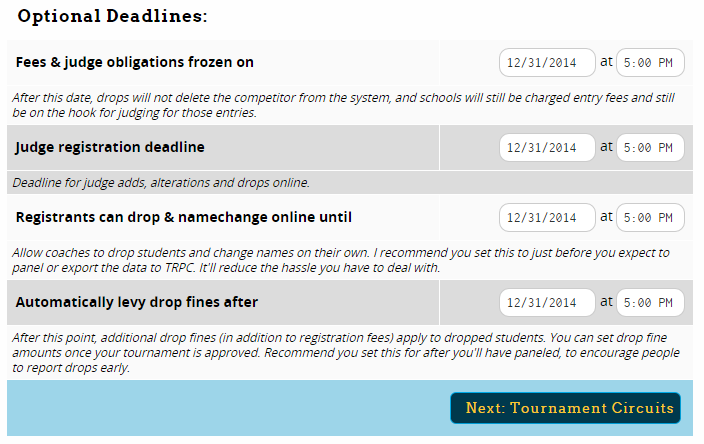 Optional Deadlines:
Fees & judge obligations frozen on 12/31/2014 at 5:00 PM
After this date, drops will not delete the competitor from the system, and schools will still be charged entry fees and still
be on the hook for judging for those entries.
Judge registration deadline 12/31/2014 at 5:00 PM
Deadline for judge adds, alterations and drops online.
Registrants can drop & namechange online until 12/31/2014 at 5:00 PM
Allow coaches to drop students and change names on their own. I recommend you set this to just before you expect to
panel or export the data to TRPC. It'll reduce the hassle you have to deal with.
Automatically levy drop fines after 12/31/2014 at 5:00 PM
After this point, additional drop fines (in addition to registration fees) apply to dropped students. You can set drop fine
amounts once your tournament is approved. Recommend you set this for after you'll have paneled, to encourage people
to report drops early.
Next: Tournament Circuits